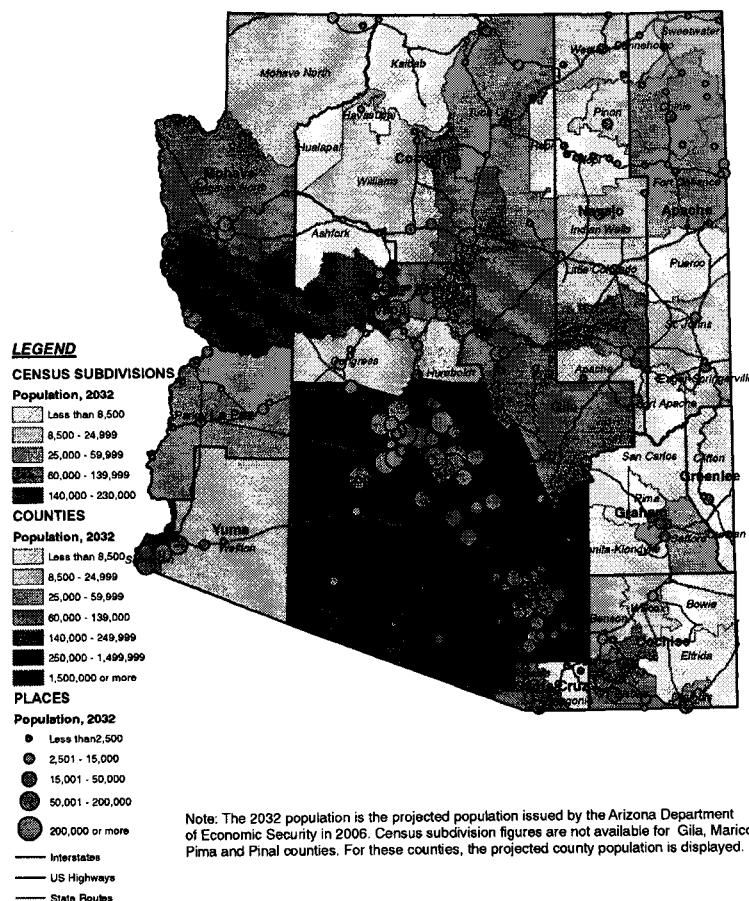 Sweetwater
Mohave North
Kaibab
Pinon
Hualapai
Williams
Fort Defiance
Navajo
Apache
Ashfork
Indian Wells
Little Colorado
Puerco
St. Johns
Congress
Humboldt
Apache
San Carlos
Clifton
Greenlee
Pima
Graham
Safford
Yuma
Wellton
Bowie
Benson
Cochise
Elfrida
LEGEND
CENSUS SUBDIVISIONS
Population, 2032
Less than 8,500
8,500 - 24,999
25,000 - 59,999
60,000 - 139,999
140,000 - 230,000
COUNTIES
Population, 2032
Less than 8,500
8,500 - 24,999
25,000 - 59,999
60,000 - 139,000
140,000 - 249,999
250,000 - 1,499,999
1,500,000 or more
PLACES
Population, 2032
Less than2,500
2,501 - 15,000
15,001 - 50,000
50,001 - 200,000
200,000 or more
Interstates
US Highways
State Routes
Note: The 2032 population is the projected population issued by the Arizona Department
of Economic Security in 2006. Census subdivision figures are not available for Gila, Marico
Pima and Pinal counties. For these counties, the projected county population is displayed.